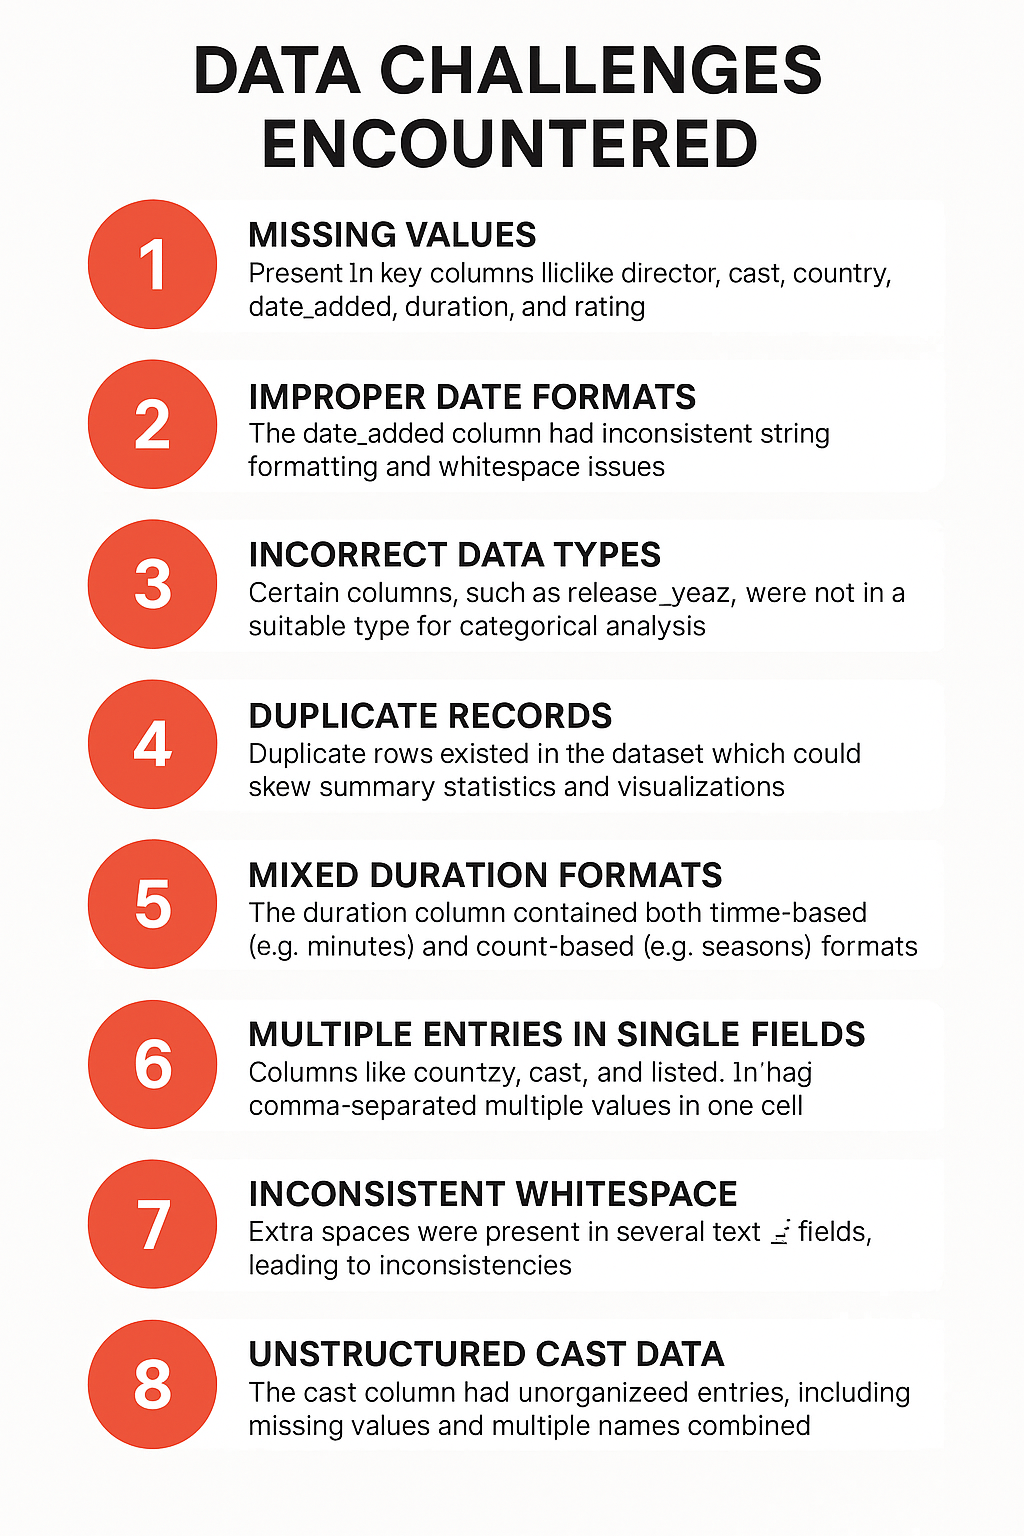 DATA CHALLENGES
ENCOUNTERED
1
MISSING VALUES
Present In key columns lliclike director, cast, country,
date_added, duration, and rating
2
IMPROPER DATE FORMATS
The date_added column had inconsistent string
formatting and whitespace issues
3
INCORRECT DATA TYPES
Certain columns, such as release_yeaz, were not in a
suitable type for categorical analysis
4
DUPLICATE RECORDS
Duplicate rows existed in the dataset which could
skew summary statistics and visualizations
5
MIXED DURATION FORMATS
The duration column contained both timme-based
(e.g. minutes) and count-based (e.g. seasons) formats
6
MULTIPLE ENTRIES IN SINGLE FIELDS
Columns like countzy, cast, and listed. In'hag
comma-separated multiple values in one cell
7
INCONSISTENT WHITESPACE
Extra spaces were present in several text fields,
leading to inconsistencies
8
UNSTRUCTURED CAST DATA
The cast column had unorganizeed entries, including
missing values and multiple names combined